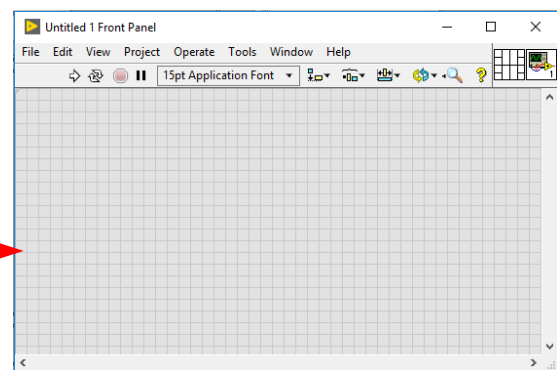 Untitled 1 Front Panel
File Edit View Project Operate Tools Window Help
15pt Application Font
1